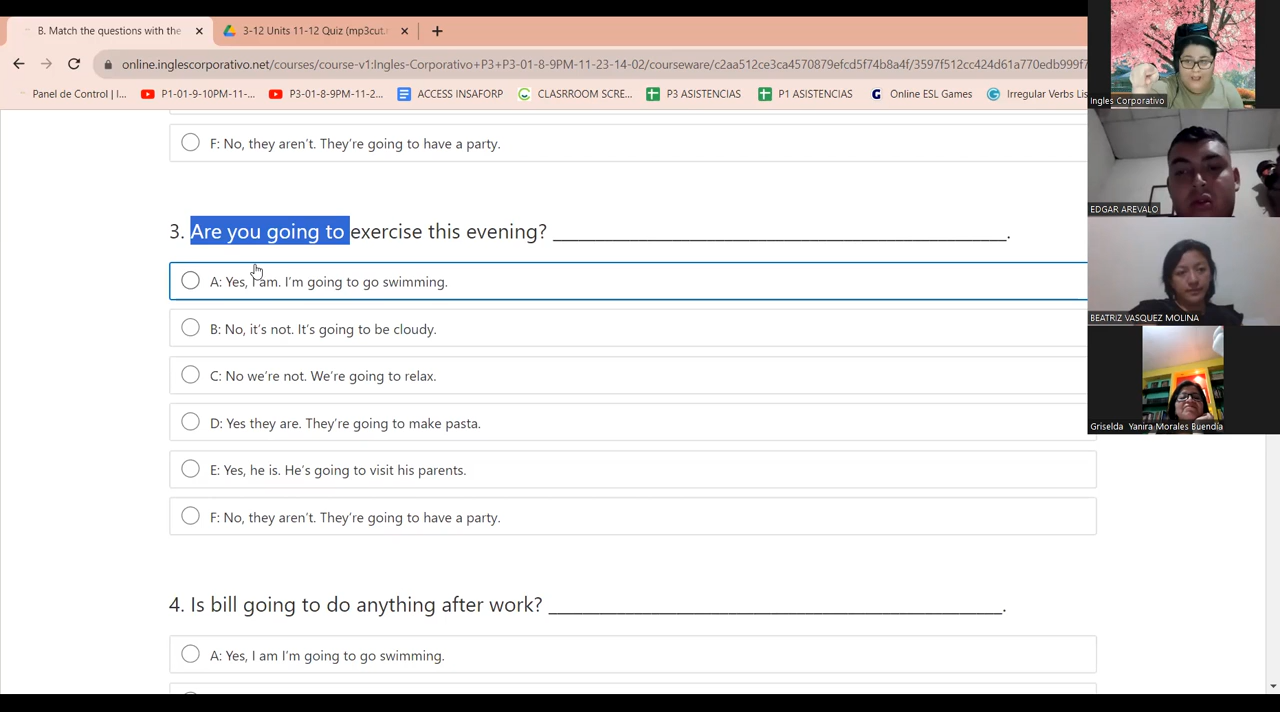 B. Match the questions with the
3-12 Units 11-12 Quiz (mp3cut.
online.inglescorporativo.net/courses/course-v1:Ingles-Corporativo+P3+P3-01-8-9PM-11-23-14-02/courseware/c2aa512ce3ca4570879efcd5f74b8a4f/3597f512cc424d61a770edb999f7
Panel de Control | I...
P1-01-9-10PM-11-...
P3-01-8-9PM-11-2...
ACCESS INSAFORP
CLASRROOM SCRE...
P3 ASISTENCIAS
P1 ASISTENCIAS
Online ESL Games
Irregular Verbs Lis
Ingles Corporativo
F: No, they aren't. They're going to have a party.
EDGAR AREVALO
3. Are you going to exercise this evening? ______________________________________________.
A: Yes, I am. I'm going to go swimming.
BEATRIZ VASQUEZ MOLINA
B: No, it's not. It's going to be cloudy.
C: No we're not. We're going to relax.
D: Yes they are. They're going to make pasta.
Griselda Yanira Morales Buendía
E: Yes, he is. He's going to visit his parents.
F: No, they aren't. They're going to have a party.
4. Is bill going to do anything after work? ______________________________________________.
A: Yes, I am I'm going to go swimming.